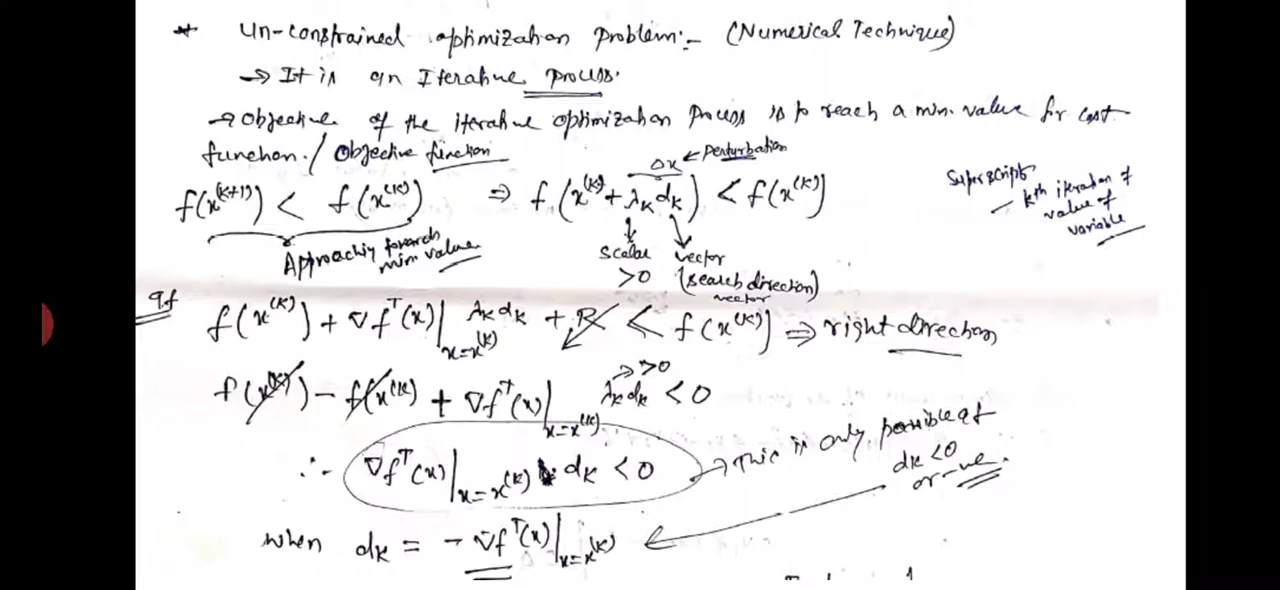 * Un-constrained optimization Problem:- (Numerical Technique)
→ It is an Iterative process.
→ Objective of the iterative optimization Process is to reach a min. value for cost
function. / Objective function
Δx ← Perturbation
f(x^(k+1)) < f(x^(k)) ⇒ f(x^(k) + λ_k d_k) < f(x^(k))
Superscript
– kth iteration of
value of
variable
Approaching towards
min value
scalar
>0
vector
(search direction)
vector
If
f(x^(k)) + ∇f^T(x)|_{x=x^(k)} λ_k d_k + R < f(x^(k)) ⇒ right direction
→ >0
f(x^(k)) – f(x^(k)) + ∇f^T(x)|_{x=x^(k)} λ_k d_k < 0
∴ ∇f^T(x)|_{x=x^(k)} d_k < 0 → This is only possible if
d_k < 0
or -ve.
when d_k = – ∇f^T(x)|_{x=x^(k)}